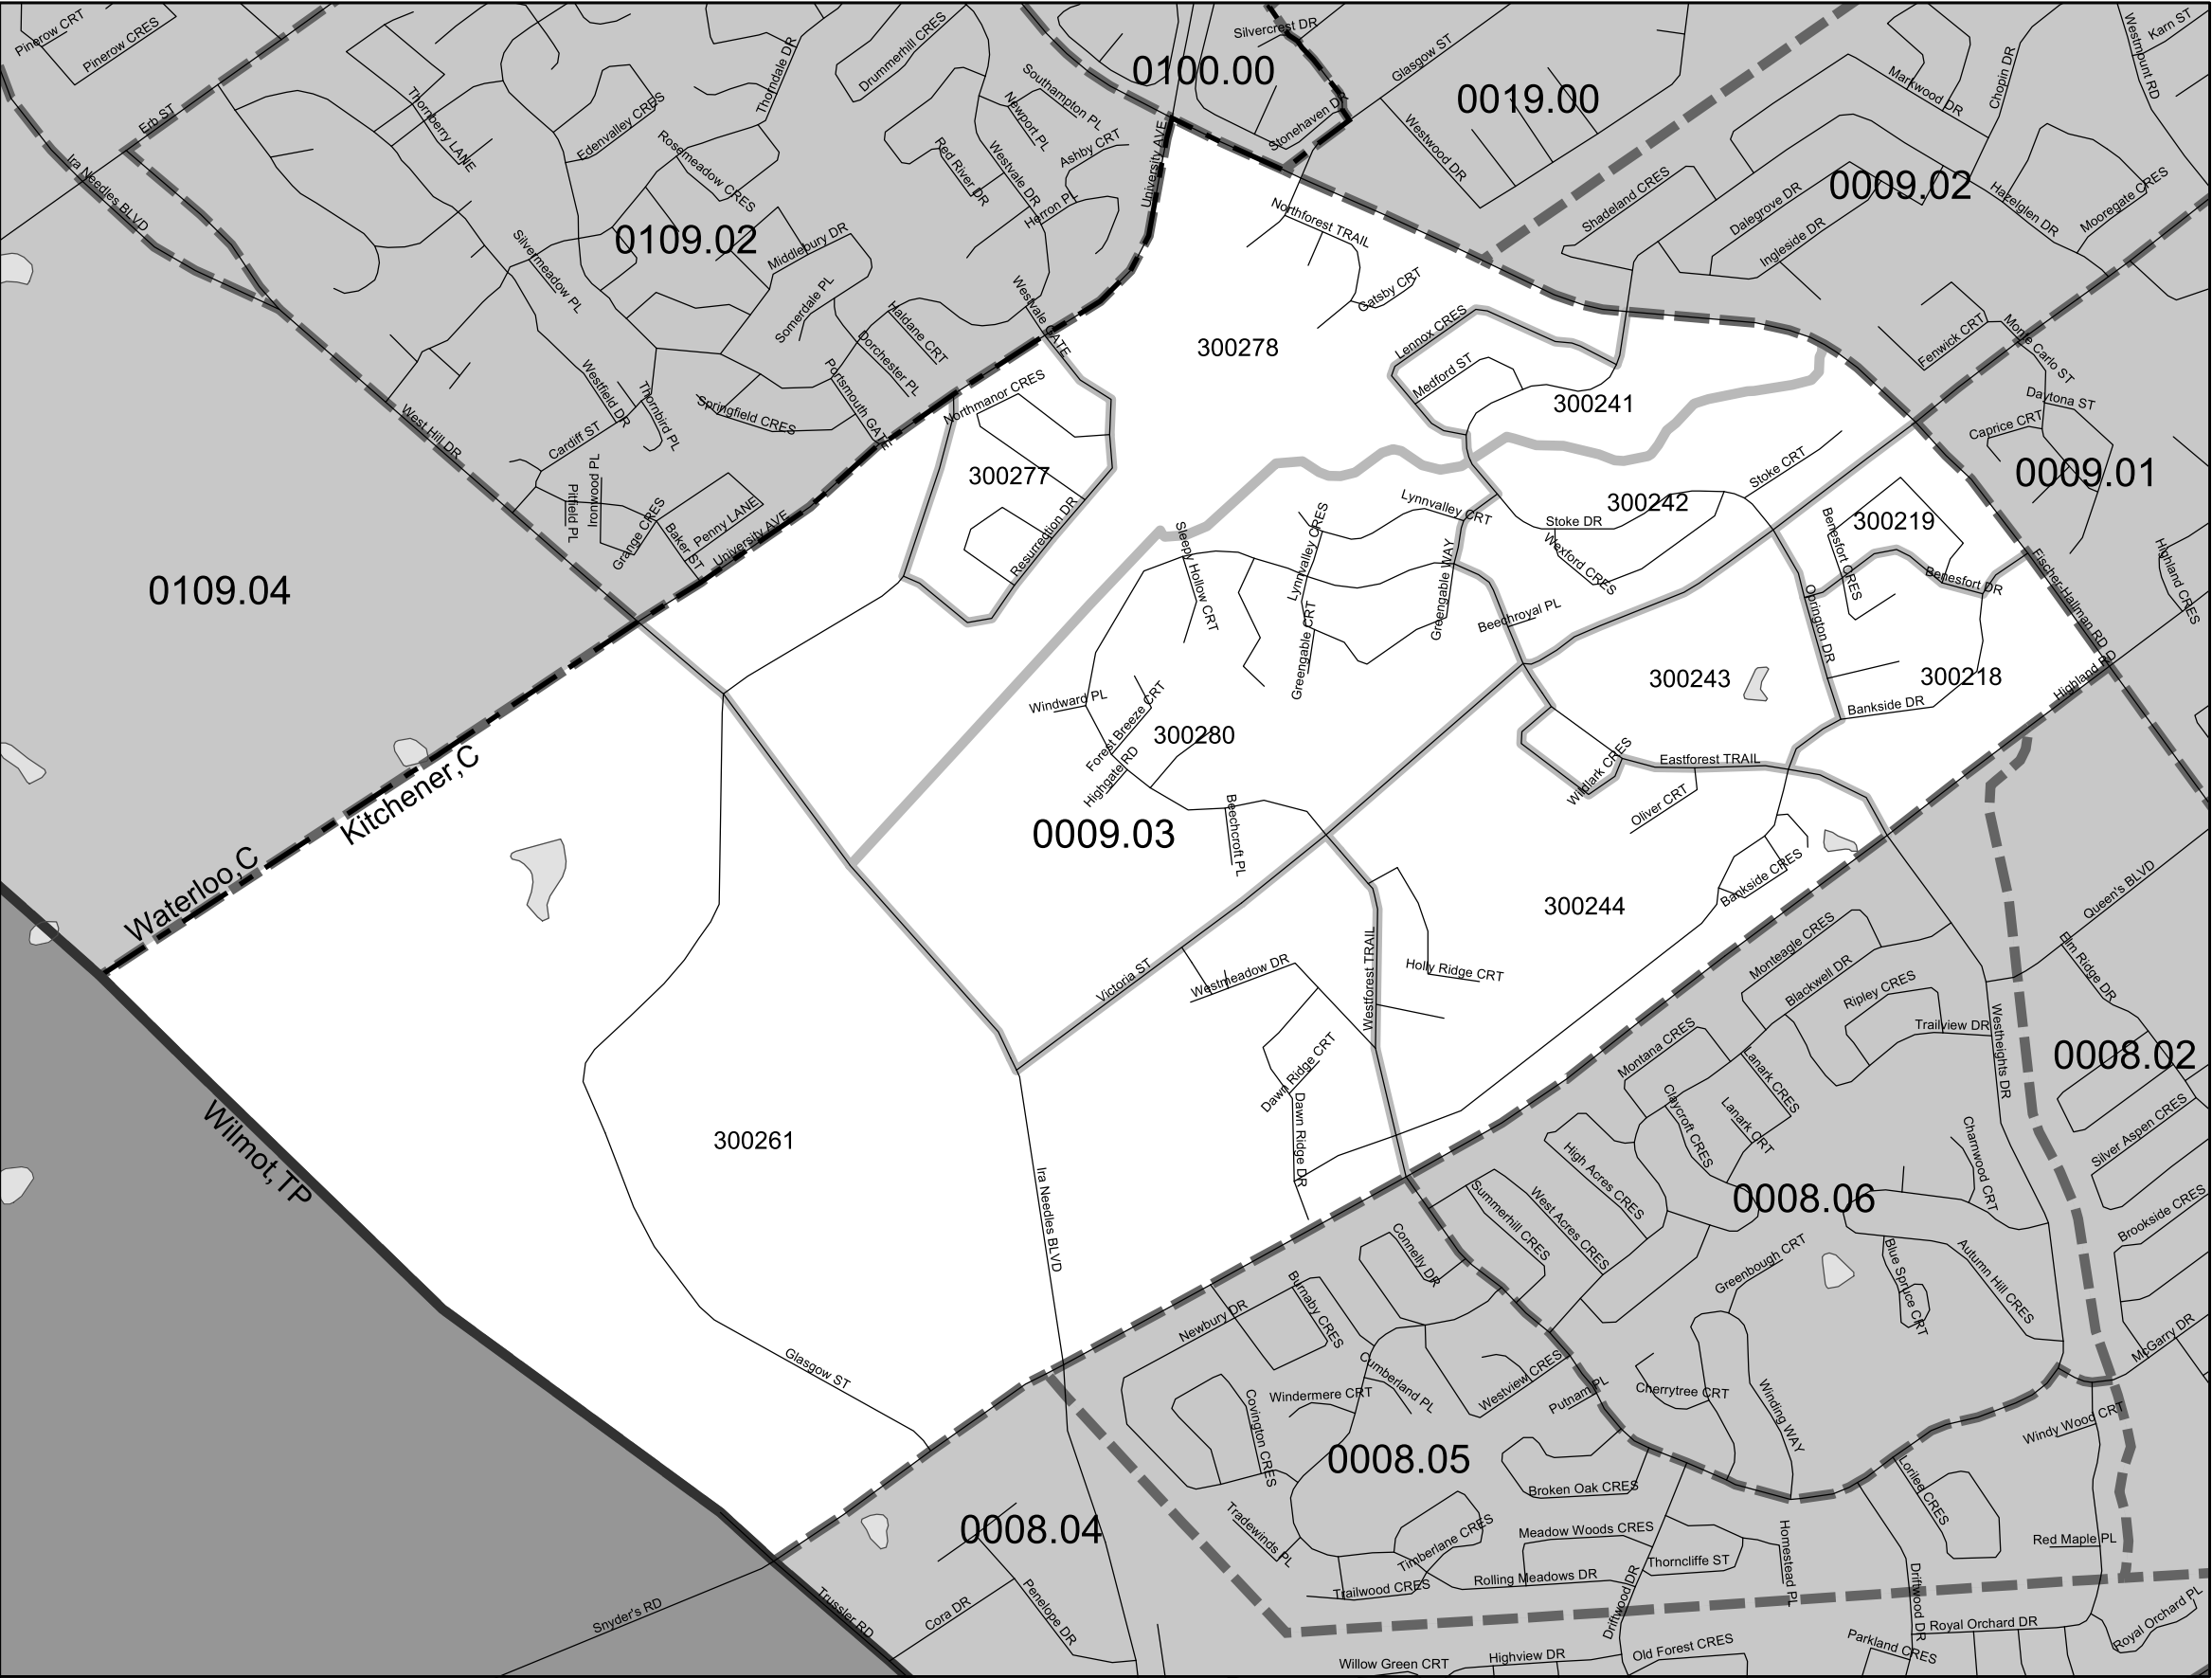 Pinerow CRT
Pinerow CRES
Erb ST
Ira Needles BLVD
Thornberry LANE
Edenvalley CRES
Thorndale DR
Rosemeadow CRES
Drummerhill CRES
Southampton PL
Newport PL
Ashby CRT
Red River DR
Westvale DR
Herron PL
University AVE
0100.00
Silvercrest DR
Glasgow ST
Stonehaven DR
Westwood DR
0019.00
Markwood DR
Chopin DR
Westmount RD
Karn ST
Shadeland CRES
Dalegrove DR
Ingleside DR
0009.02
Hazelglen DR
Mooregate CRES
0109.02
Middlebury DR
Silvermeadow PL
Somerdale PL
Haldane CRT
Dorchester PL
Portsmouth GATE
Westvale GATE
Northforest TRAIL
Gatsby CRT
300278
Lennox CRES
Medford ST
300241
Fenwick CRT
Monte Carlo ST
Daytona ST
Caprice CRT
0009.01
West Hill DR
Westfield DR
Thornbird PL
Springfield CRES
Cardiff ST
Northmanor CRES
300277
Resurrection DR
Pitfield PL
Ironwood PL
Grange CRES
Baker ST
Penny LANE
University AVE
Stoke CRT
300242
Stoke DR
Wexford CRES
Lynnvalley CRT
Lynnvalley CRES
Sleepy Hollow CRT
Greengable WAY
Greengable CRT
Beechroyal PL
300219
Benesfort CRES
Benesfort DR
Fischer-Hallman RD
Highland CRES
Highland RD
Obrington DR
0109.04
300243
300218
Bankside DR
Windward PL
Forest Breeze CRT
300280
Highgate RD
Eastforest TRAIL
Wildlark CRES
Oliver CRT
Waterloo,C
Kitchener,C
0009.03
Beechcroft PL
Bankside CRES
300244
Queen's BLVD
Victoria ST
Westmeadow DR
Westforest TRAIL
Holly Ridge CRT
Monteagle CRES
Blackwell DR
Ripley CRES
Trailview DR
Elm Ridge DR
Westheights DR
0008.02
Dawn Ridge CRT
Dawn Ridge DR
Montana CRES
Lanark CRES
Lanark CRT
Claycroft CRES
Wilmot,TP
300261
Ira Needles BLVD
High Acres CRES
West Acres CRES
Summerhill CRES
0008.06
Charnwood CRT
Silver Aspen CRES
Brookside CRES
Connelly DR
Greenbough CRT
Blue Spruce CRT
Autumn Hill CRES
McGarry DR
Newbury DR
Burnaby CRES
Cumberland PL
Windermere CRT
Covington CRES
Westview CRES
Putnam PL
Cherrytree CRT
Winding WAY
Windy Wood CRT
Glasgow ST
0008.05
Broken Oak CRES
Lorilee CRES
0008.04
Tradewinds PL
Timberlane CRES
Trailwood CRES
Meadow Woods CRES
Thorncliffe ST
Rolling Meadows DR
Homestead PL
Red Maple PL
Snyder's RD
Trussler RD
Cora DR
Penelope DR
Driftwood DR
Driftwood DR
Royal Orchard DR
Royal Orchard PL
Parkland CRES
Old Forest CRES
Highview DR
Willow Green CRT